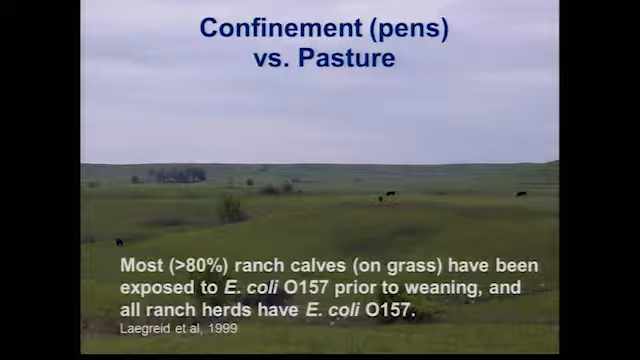 Confinement (pens)
vs. Pasture
Most (>80%) ranch calves (on grass) have been
exposed to E. coli O157 prior to weaning, and
all ranch herds have E. coli O157.
Laegreid et al, 1999